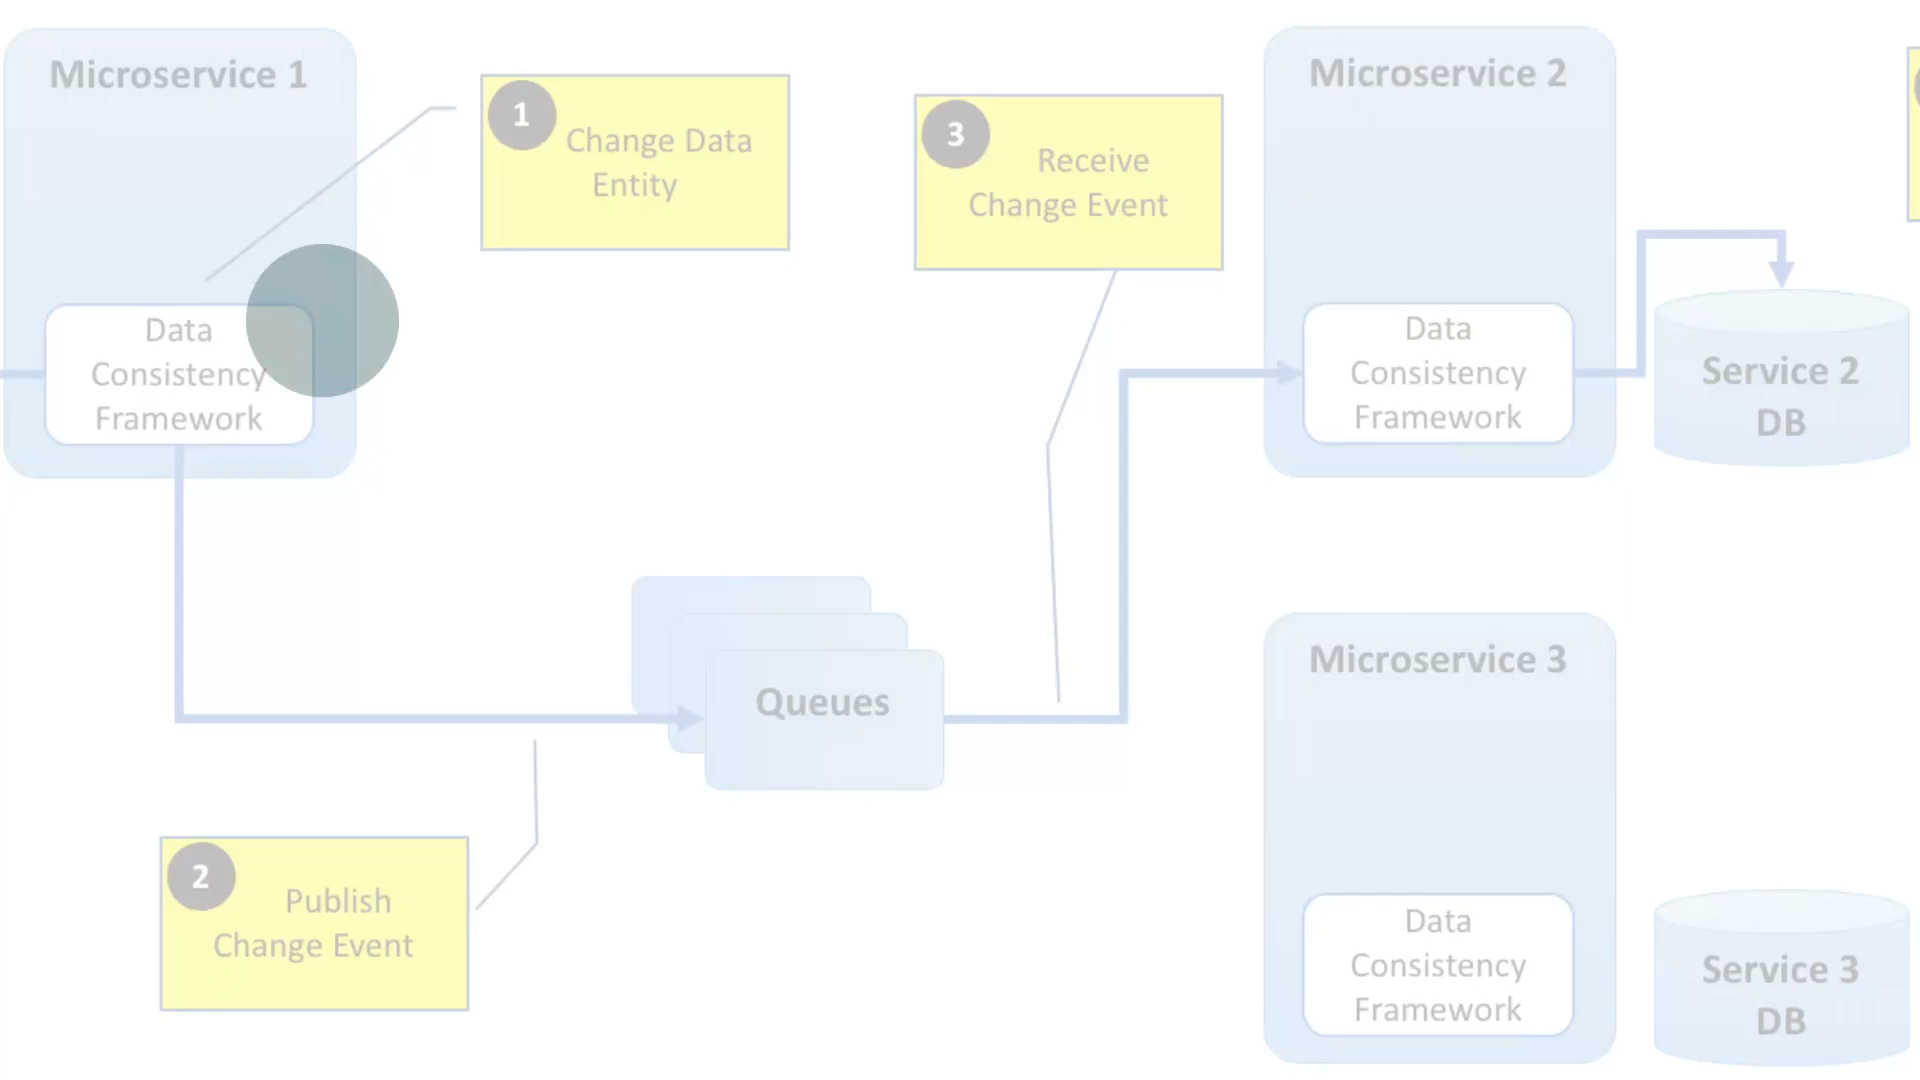 Microservice 1
1
Change Data
Entity
3
Receive
Change Event
Microservice 2
Data
Consistency
Framework
Data
Consistency
Framework
Service 2
DB
Queues
2
Publish
Change Event
Microservice 3
Data
Consistency
Framework
Service 3
DB